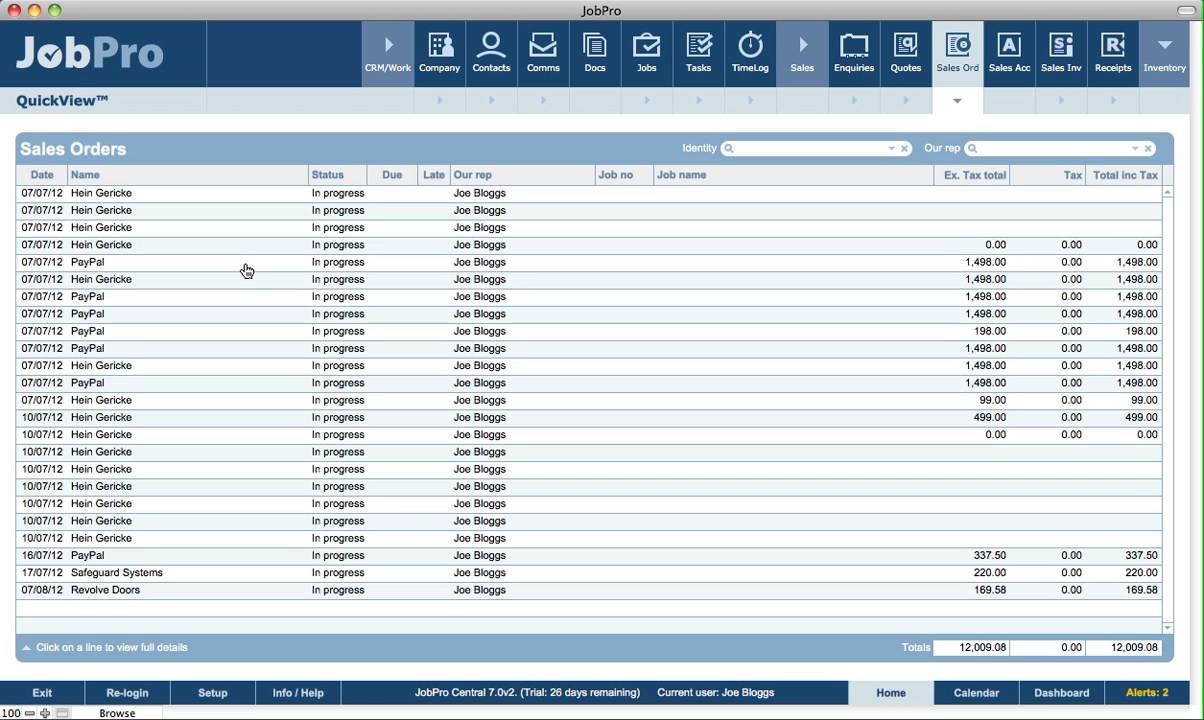 JobPro
JobPro
CRM/Work Company Contacts Comms Docs Jobs Tasks TimeLog Sales Enquiries Quotes Sales Ord Sales Acc Sales Inv Receipts Inventory
QuickView™
Sales Orders Identity Our rep
Date Name Status Due Late Our rep Job no Job name Ex. Tax total Tax Total inc Tax
07/07/12 Hein Gericke In progress Joe Bloggs
07/07/12 Hein Gericke In progress Joe Bloggs
07/07/12 Hein Gericke In progress Joe Bloggs
07/07/12 Hein Gericke In progress Joe Bloggs 0.00 0.00 0.00
07/07/12 PayPal In progress Joe Bloggs 1,498.00 0.00 1,498.00
07/07/12 Hein Gericke In progress Joe Bloggs 1,498.00 0.00 1,498.00
07/07/12 PayPal In progress Joe Bloggs 1,498.00 0.00 1,498.00
07/07/12 PayPal In progress Joe Bloggs 1,498.00 0.00 1,498.00
07/07/12 PayPal In progress Joe Bloggs 198.00 0.00 198.00
07/07/12 PayPal In progress Joe Bloggs 1,498.00 0.00 1,498.00
07/07/12 Hein Gericke In progress Joe Bloggs 1,498.00 0.00 1,498.00
07/07/12 PayPal In progress Joe Bloggs 1,498.00 0.00 1,498.00
07/07/12 Hein Gericke In progress Joe Bloggs 99.00 0.00 99.00
10/07/12 Hein Gericke In progress Joe Bloggs 499.00 0.00 499.00
10/07/12 Hein Gericke In progress Joe Bloggs 0.00 0.00 0.00
10/07/12 Hein Gericke In progress Joe Bloggs
10/07/12 Hein Gericke In progress Joe Bloggs
10/07/12 Hein Gericke In progress Joe Bloggs
10/07/12 Hein Gericke In progress Joe Bloggs
10/07/12 Hein Gericke In progress Joe Bloggs
10/07/12 Hein Gericke In progress Joe Bloggs
16/07/12 PayPal In progress Joe Bloggs 337.50 0.00 337.50
17/07/12 Safeguard Systems In progress Joe Bloggs 220.00 0.00 220.00
07/08/12 Revolve Doors In progress Joe Bloggs 169.58 0.00 169.58
Click on a line to view full details Totals 12,009.08 0.00 12,009.08
Exit Re-login Setup Info / Help JobPro Central 7.0v2. (Trial: 26 days remaining) Current user: Joe Bloggs Home Calendar Dashboard Alerts: 2
100 Browse